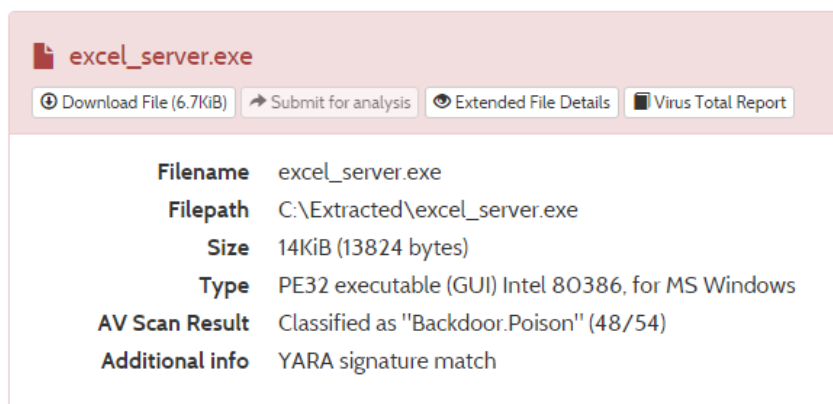 excel_server.exe
Download File (6.7KiB) Submit for analysis Extended File Details Virus Total Report
Filename excel_server.exe
Filepath C:\Extracted\excel_server.exe
Size 14KiB (13824 bytes)
Type PE32 executable (GUI) Intel 80386, for MS Windows
AV Scan Result Classified as "Backdoor.Poison" (48/54)
Additional info YARA signature match